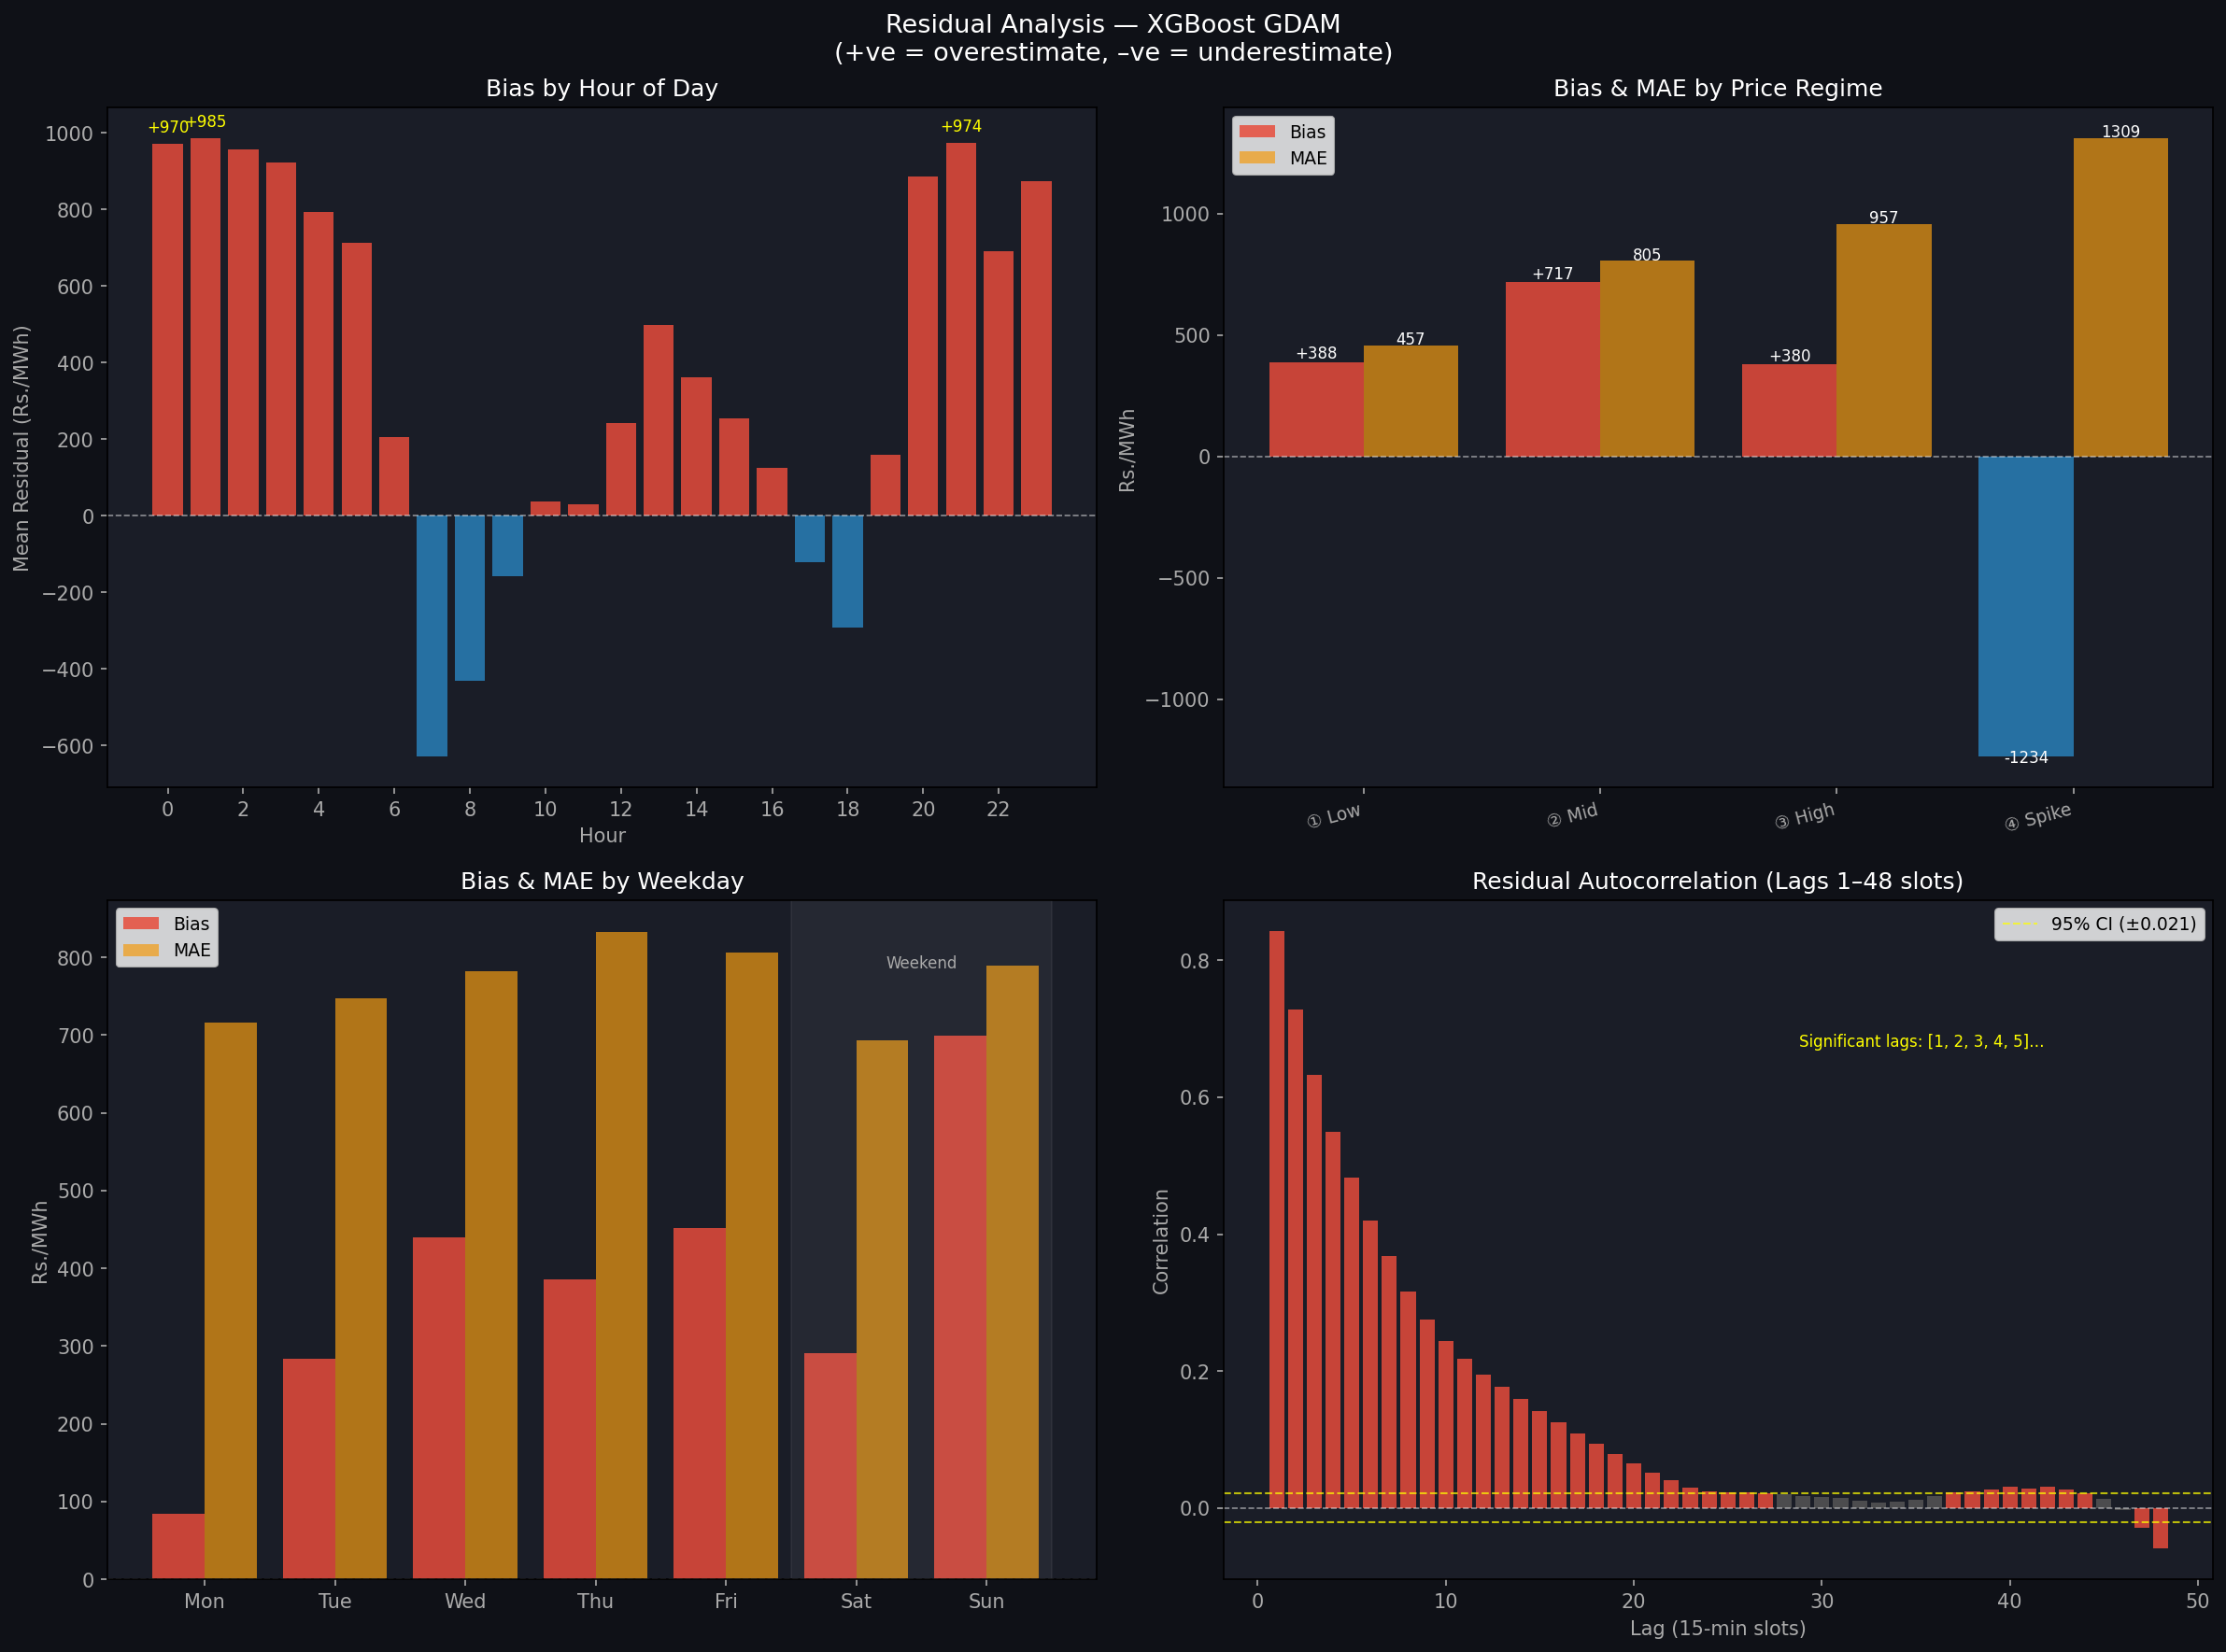 Residual Analysis — XGBoost GDAM
(+ve = overestimate, –ve = underestimate)
Bias by Hour of Day
Mean Residual (Rs./MWh)
1000
800
600
400
200
0
−200
−400
−600
+970
+985
+974
0 2 4 6 8 10 12 14 16 18 20 22
Hour
Bias & MAE by Price Regime
Bias
MAE
Rs./MWh
1000
500
0
−500
−1000
+388
457
+717
805
+380
957
-1234
1309
① Low
② Mid
③ High
④ Spike
Bias & MAE by Weekday
Bias
MAE
Weekend
Rs./MWh
800
700
600
500
400
300
200
100
0
Mon Tue Wed Thu Fri Sat Sun
Residual Autocorrelation (Lags 1–48 slots)
95% CI (±0.021)
Significant lags: [1, 2, 3, 4, 5]…
Correlation
0.8
0.6
0.4
0.2
0.0
0 10 20 30 40 50
Lag (15-min slots)